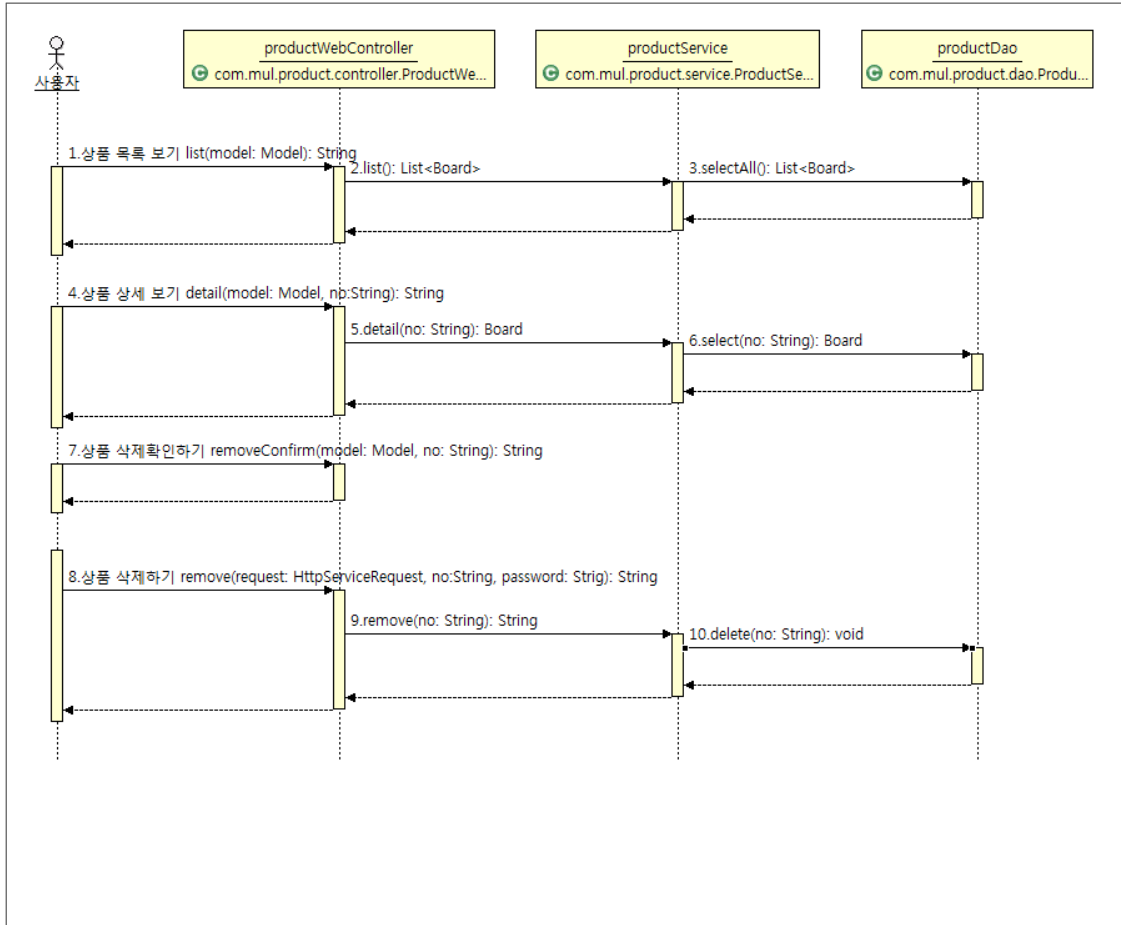 사용자
productWebController
com.mul.product.controller.ProductWe...
productService
com.mul.product.service.ProductSe...
productDao
com.mul.product.dao.Produ...
1.상품 목록 보기 list(model: Model): String
2.list(): List<Board>
3.selectAll(): List<Board>
4.상품 상세 보기 detail(model: Model, no:String): String
5.detail(no: String): Board
6.select(no: String): Board
7.상품 삭제확인하기 removeConfirm(model: Model, no: String): String
8.상품 삭제하기 remove(request: HttpServiceRequest, no:String, password: Strig): String
9.remove(no: String): String
10.delete(no: String): void